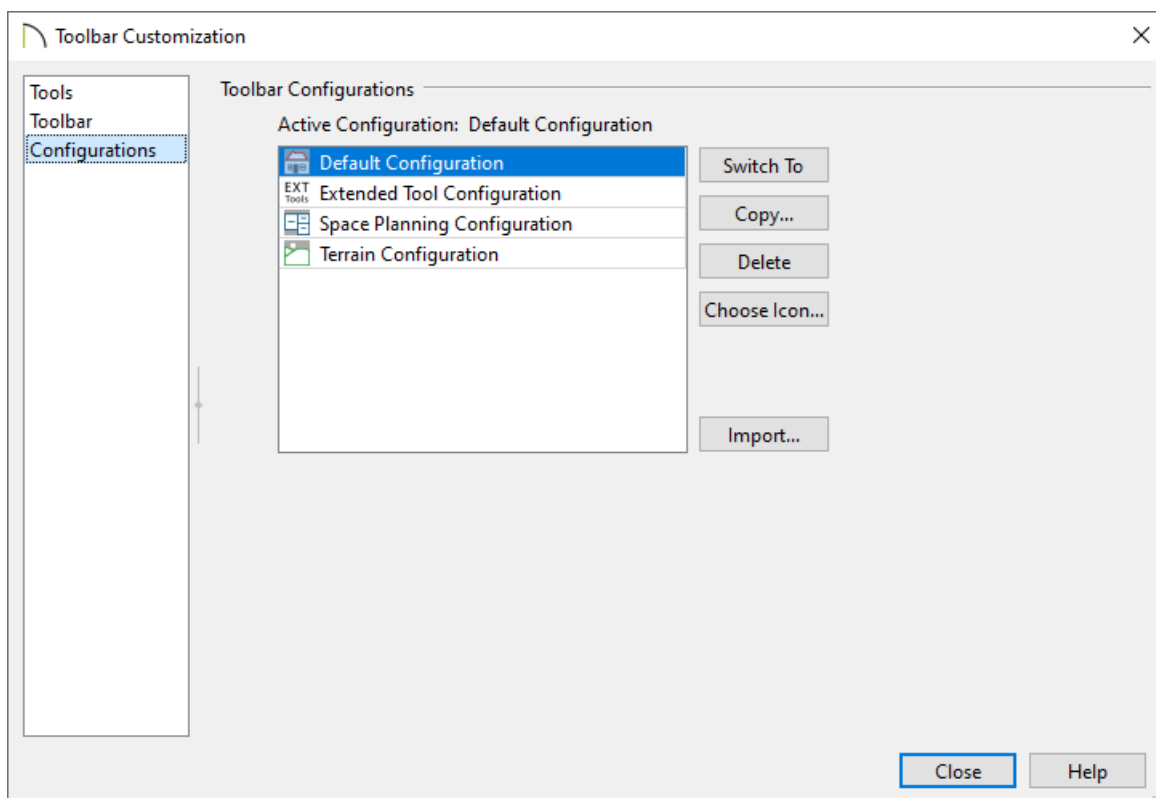 Toolbar Customization
Tools
Toolbar
Configurations
Toolbar Configurations
Active Configuration: Default Configuration
Default Configuration
EXT
Tools
Extended Tool Configuration
Space Planning Configuration
Terrain Configuration
Switch To
Copy...
Delete
Choose Icon...
Import...
Close
Help